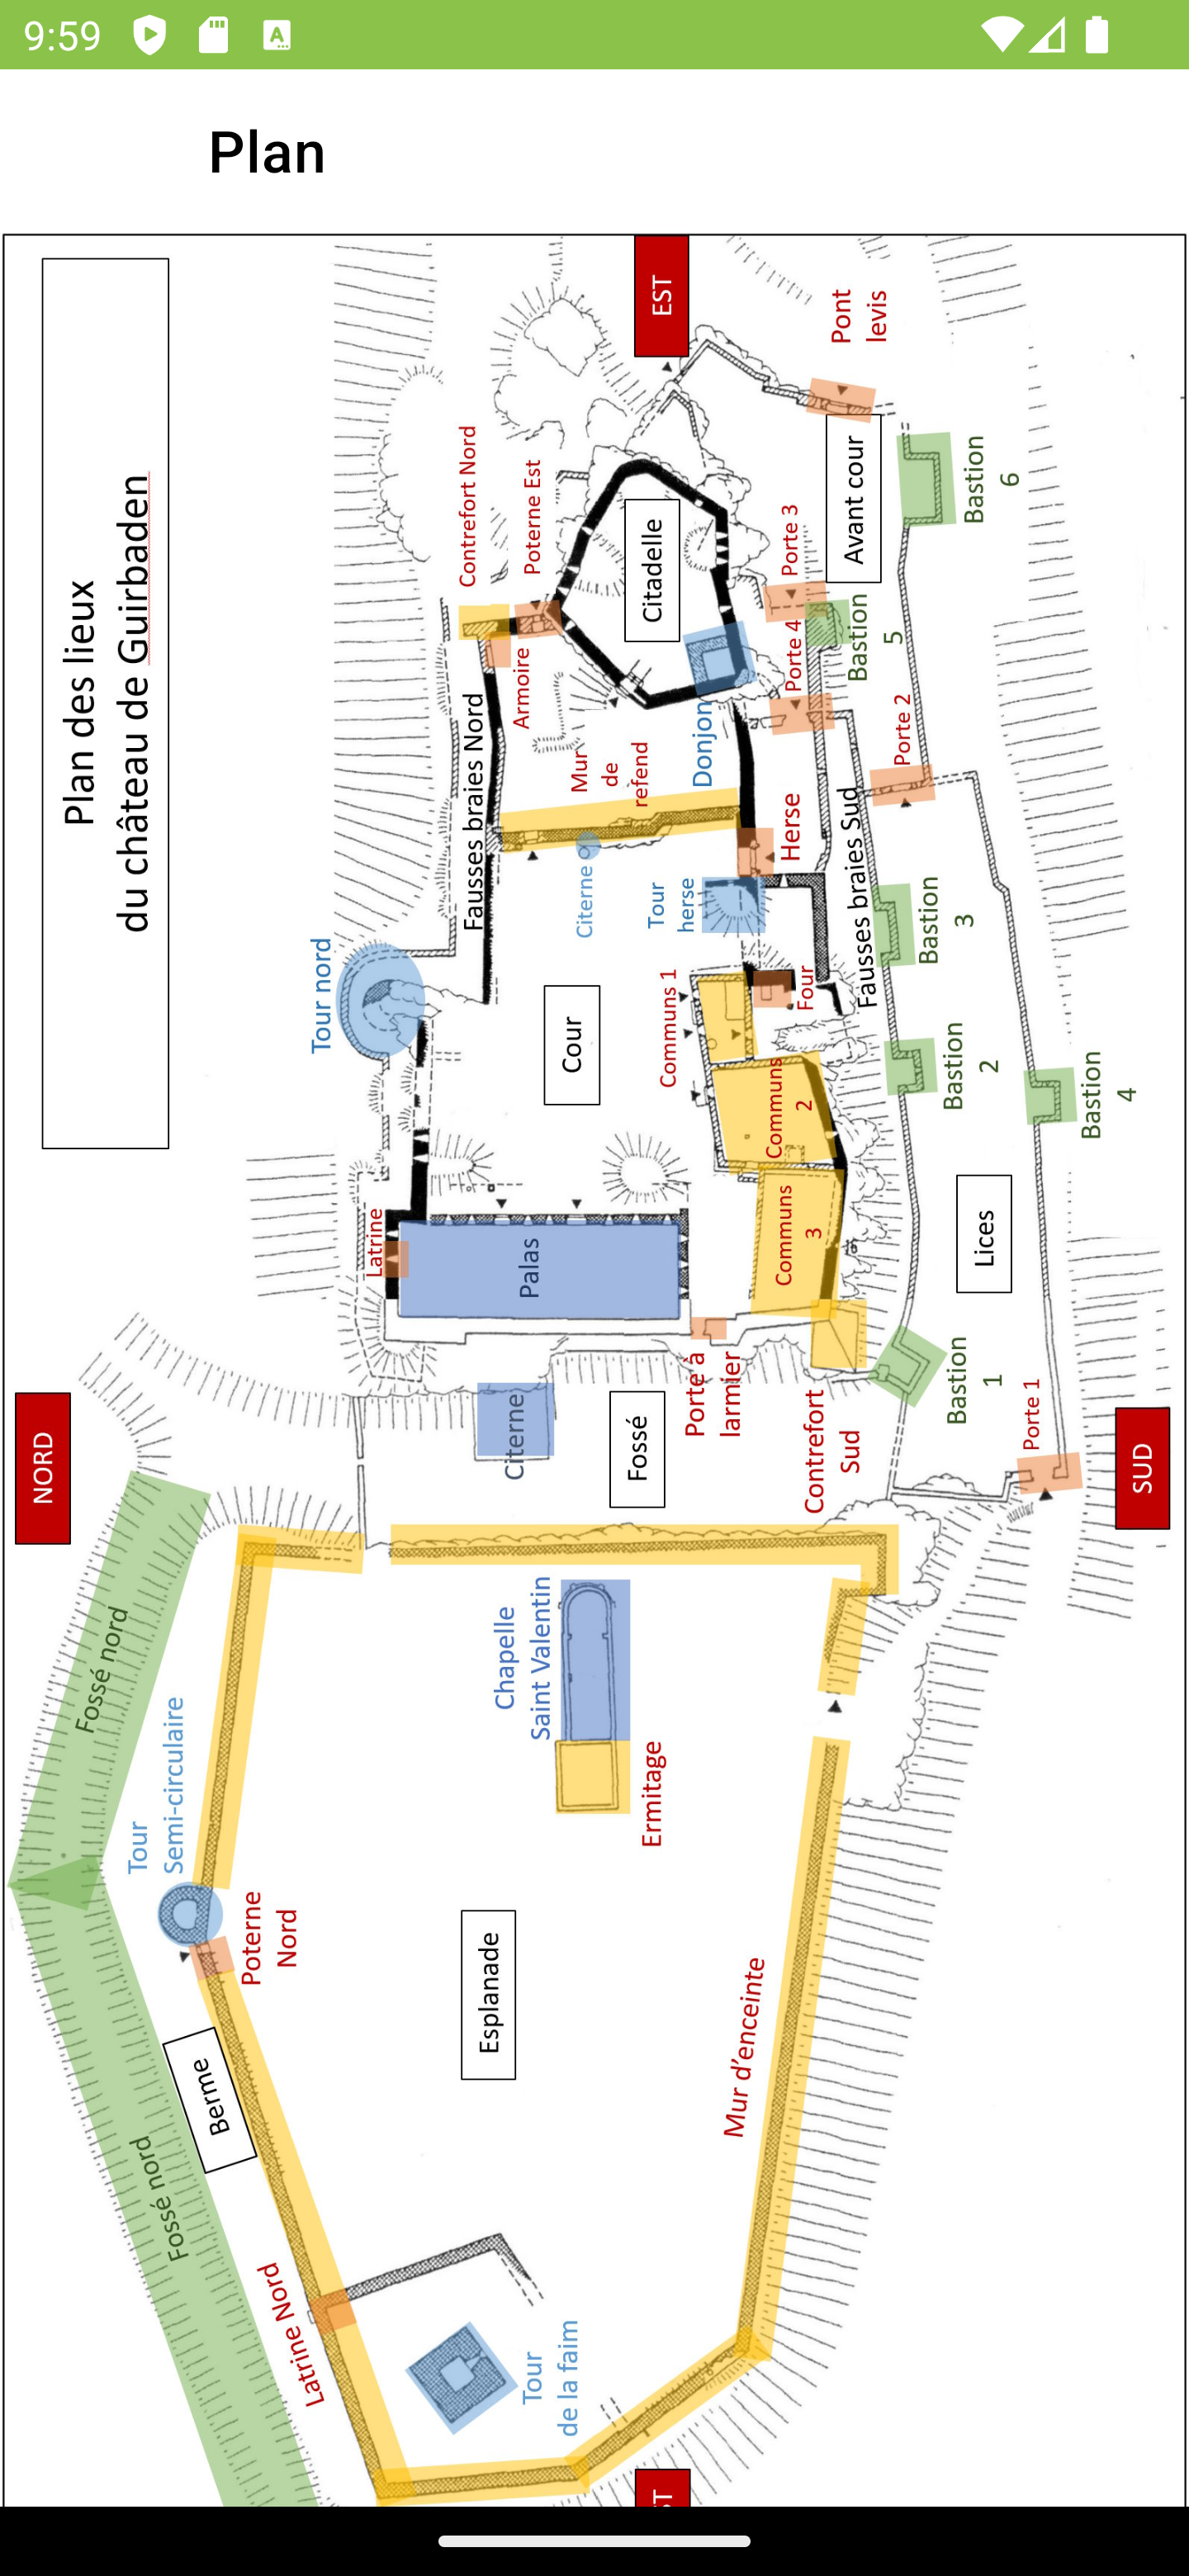 9:59
Plan
Plan des lieux
du château de Guirbaden
EST
Pont
levis
Contrefort Nord
Poterne Est
Citadelle
Avant cour
Bastion
6
Porte 3
Porte 4
Bastion
5
Armoire
Fausses braies Nord
Mur
de
refend
Donjon
Porte 2
Herse
Fausses braies Sud
Citerne
Tour
herse
Bastion
3
Tour nord
Cour
Communs 1
Four
Communs
2
Bastion
2
Bastion
4
Latrine
Palas
Communs
3
Lices
NORD
Citerne
Fossé
Porte à
larmier
Contrefort
Sud
Bastion
1
Porte 1
SUD
Fossé nord
Chapelle
Saint Valentin
Tour
Semi-circulaire
Ermitage
Poterne
Nord
Esplanade
Berme
Mur d'enceinte
Fossé nord
Latrine Nord
Tour
de la faim
ST